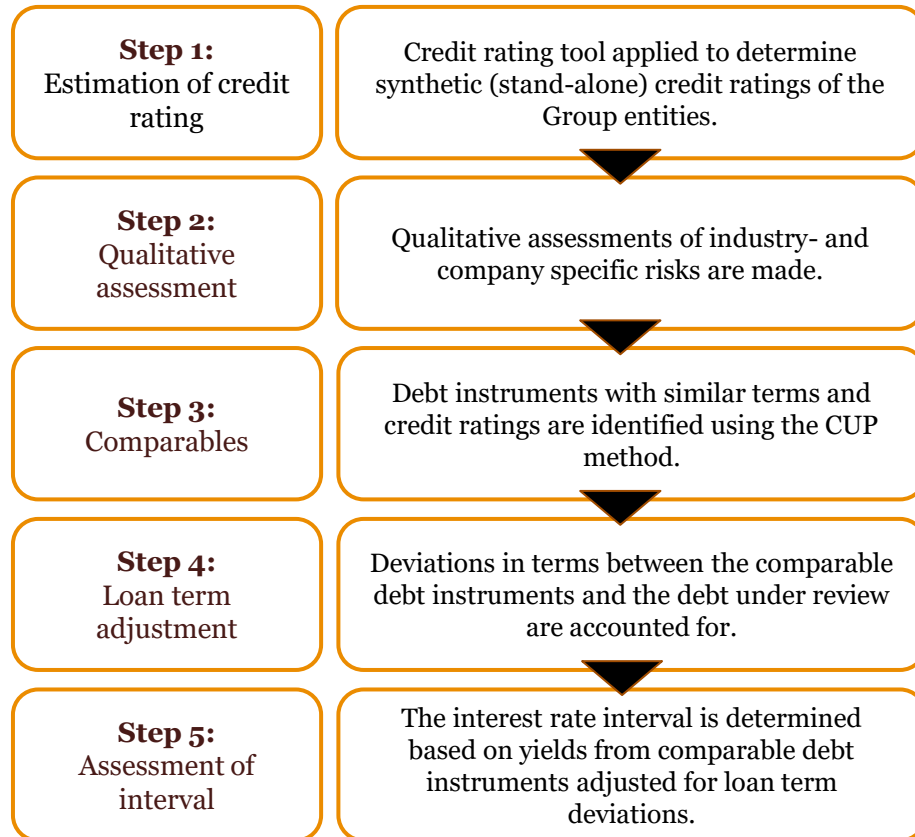 Step 1:
Estimation of credit
rating
Credit rating tool applied to determine
synthetic (stand-alone) credit ratings of the
Group entities.
Step 2:
Qualitative
assessment
Qualitative assessments of industry- and
company specific risks are made.
Step 3:
Comparables
Debt instruments with similar terms and
credit ratings are identified using the CUP
method.
Step 4:
Loan term
adjustment
Deviations in terms between the comparable
debt instruments and the debt under review
are accounted for.
Step 5:
Assessment of
interval
The interest rate interval is determined
based on yields from comparable debt
instruments adjusted for loan term
deviations.